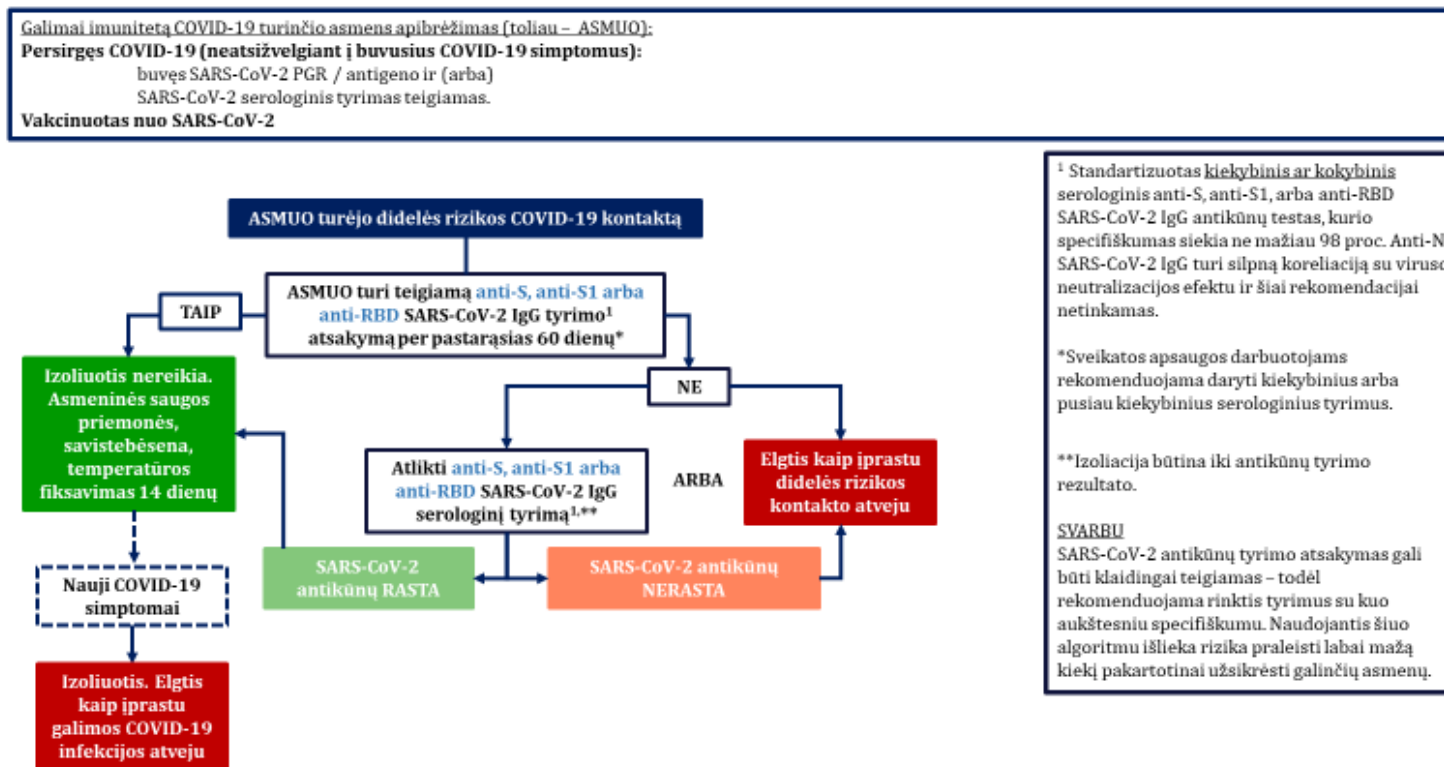 Galimai imunitetą COVID-19 turinčio asmens apibrėžimas (toliau – ASMUO):
Persirgęs COVID-19 (neatsižvelgiant į buvusius COVID-19 simptomus):
buvęs SARS-CoV-2 PGR / antigeno ir (arba)
SARS-CoV-2 serologinis tyrimas teigiamas.
Vakcinuotas nuo SARS-CoV-2
ASMUO turėjo didelės rizikos COVID-19 kontaktą
ASMUO turi teigiamą anti-S, anti-S1 arba
anti-RBD SARS-CoV-2 IgG tyrimo¹
atsakymą per pastarąsias 60 dienų*
TAIP
NE
Izoliuotis nereikia.
Asmeninės saugos
priemonės,
savistebėsena,
temperatūros
fiksavimas 14 dienų
Atlikti anti-S, anti-S1 arba
anti-RBD SARS-CoV-2 IgG
serologinį tyrimą¹,**
ARBA
Elgtis kaip įprastu
didelės rizikos
kontakto atveju
SARS-CoV-2
antikūnų RASTA
SARS-CoV-2 antikūnų
NERASTA
Nauji COVID-19
simptomai
Izoliuotis. Elgtis
kaip įprastu
galimos COVID-19
infekcijos atveju
¹ Standartizuotas kiekybinis ar kokybinis
serologinis anti-S, anti-S1, arba anti-RBD
SARS-CoV-2 IgG antikūnų testas, kurio
specifiškumas siekia ne mažiau 98 proc. Anti-N
SARS-CoV-2 IgG turi silpną koreliaciją su viruso
neutralizacijos efektu ir šiai rekomendacijai
netinkamas.
*Sveikatos apsaugos darbuotojams
rekomenduojama daryti kiekybinius arba
pusiau kiekybinius serologinius tyrimus.
**Izoliacija būtina iki antikūnų tyrimo
rezultato.
SVARBU
SARS-CoV-2 antikūnų tyrimo atsakymas gali
būti klaidingai teigiamas – todėl
rekomenduojama rinktis tyrimus su kuo
aukštesniu specifiškumu. Naudojantis šiuo
algoritmu išlieka rizika praleisti labai mažą
kiekį pakartotinai užsikrėsti galinčių asmenų.